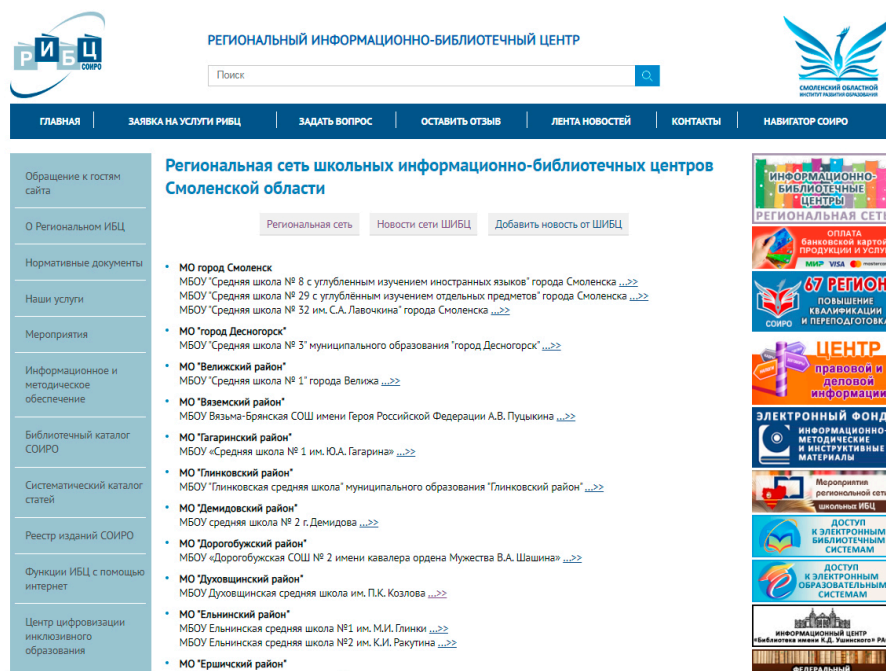 РИБЦ
СОИРО
РЕГИОНАЛЬНЫЙ ИНФОРМАЦИОННО-БИБЛИОТЕЧНЫЙ ЦЕНТР
Поиск
СМОЛЕНСКИЙ ОБЛАСТНОЙ
ИНСТИТУТ РАЗВИТИЯ ОБРАЗОВАНИЯ
ГЛАВНАЯ
ЗАЯВКА НА УСЛУГИ РИБЦ
ЗАДАТЬ ВОПРОС
ОСТАВИТЬ ОТЗЫВ
ЛЕНТА НОВОСТЕЙ
КОНТАКТЫ
НАВИГАТОР СОИРО
Обращение к гостям
сайта
О Региональном ИБЦ
Нормативные документы
Наши услуги
Мероприятия
Информационное и
методическое
обеспечение
Библиотечный каталог
СОИРО
Систематический каталог
статей
Реестр изданий СОИРО
Функции ИБЦ с помощью
интернет
Центр цифровизации
инклюзивного
образования
Региональная сеть школьных информационно-библиотечных центров
Смоленской области
Региональная сеть
Новости сети ШИБЦ
Добавить новость от ШИБЦ
МО город Смоленск
МБОУ "Средняя школа № 8 с углубленным изучением иностранных языков" города Смоленска ...>>
МБОУ "Средняя школа № 29 с углублённым изучением отдельных предметов" города Смоленска ...>>
МБОУ "Средняя школа № 32 им. С.А. Лавочкина" города Смоленска ...>>
МО "город Десногорск"
МБОУ "Средняя школа № 3" муниципального образования "город Десногорск" ...>>
МО "Велижский район"
МБОУ "Средняя школа № 1" города Велижа ...>>
МО "Вяземский район"
МБОУ Вязьма-Брянская СОШ имени Героя Российской Федерации А.В. Пуцыкина ...>>
МО "Гагаринский район"
МБОУ «Средняя школа № 1 им. Ю.А. Гагарина» ...>>
МО "Глинковский район"
МБОУ "Глинковская средняя школа" муниципального образования "Глинковский район" ...>>
МО "Демидовский район"
МБОУ средняя школа № 2 г. Демидова ...>>
МО "Дорогобужский район"
МБОУ «Дорогобужская СОШ № 2 имени кавалера ордена Мужества В.А. Шашина» ...>>
МО "Духовщинский район"
МБОУ Духовщинская средняя школа им. П.К. Козлова ...>>
МО "Ельнинский район"
МБОУ Ельнинская средняя школа №1 им. М.И. Глинки ...>>
МБОУ Ельнинская средняя школа №2 им. К.И. Ракутина ...>>
МО "Ершичский район"
ИНФОРМАЦИОННО-
БИБЛИОТЕЧНЫЕ
ЦЕНТРЫ
РЕГИОНАЛЬНАЯ СЕТЬ
ОПЛАТА
банковской картой
ПРОДУКЦИИ И УСЛУГ
МИР VISA mastercard
67 РЕГИОН
ПОВЫШЕНИЕ
КВАЛИФИКАЦИИ
И ПЕРЕПОДГОТОВКА
СОИРО
ЦЕНТР
правовой и
деловой
информации
ЭЛЕКТРОННЫЙ ФОНД
ИНФОРМАЦИОННО-
МЕТОДИЧЕСКИЕ
И ИНСТРУКТИВНЫЕ
МАТЕРИАЛЫ
Мероприятия
региональной сети
школьных ИБЦ
ДОСТУП
К ЭЛЕКТРОННЫМ
БИБЛИОТЕЧНЫМ
СИСТЕМАМ
ДОСТУП
К ЭЛЕКТРОННЫМ
ОБРАЗОВАТЕЛЬНЫМ
СИСТЕМАМ
ИНФОРМАЦИОННЫЙ ЦЕНТР
«Библиотека имени К.Д. Ушинского» РАО
ФЕДЕРАЛЬНЫЙ